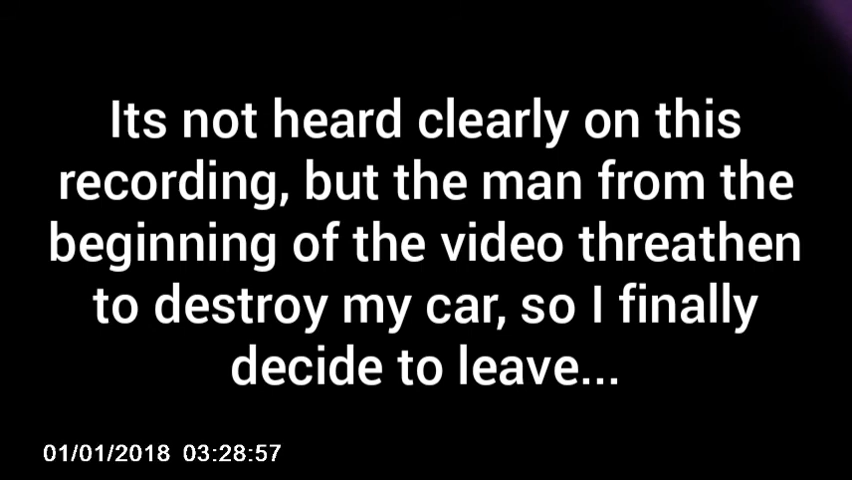 Its not heard clearly on this
recording, but the man from the
beginning of the video threathen
to destroy my car, so I finally
decide to leave...
01/01/2018 03:28:57